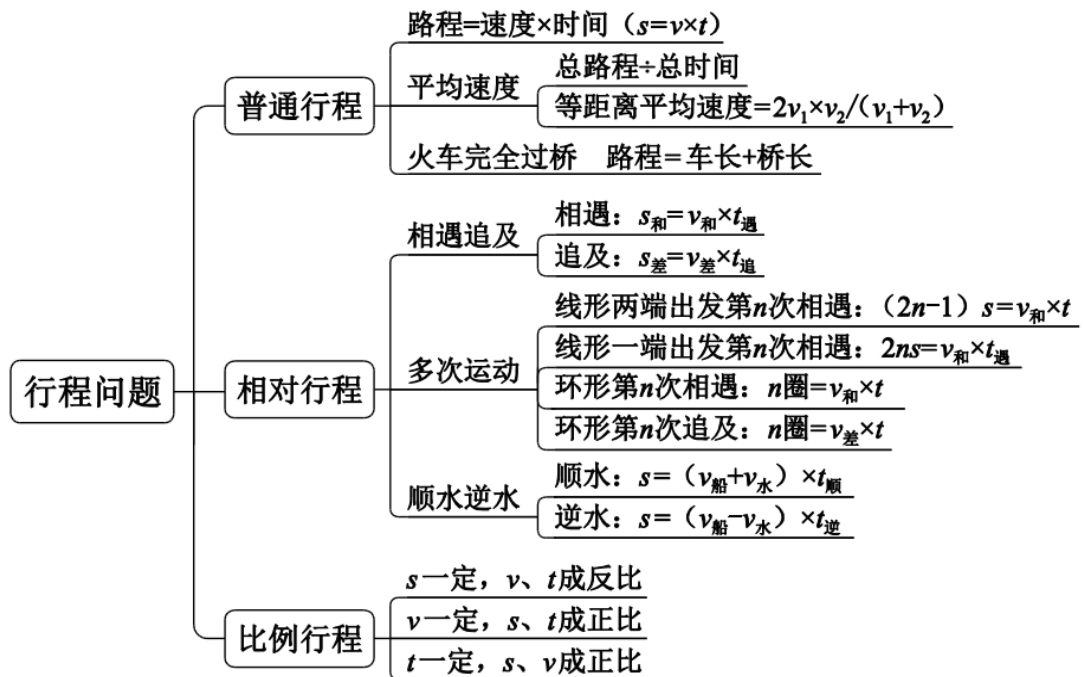 行程问题
普通行程
路程=速度×时间（s=v×t）
平均速度
总路程÷总时间
等距离平均速度=2v₁×v₂/（v₁+v₂）
火车完全过桥 路程=车长+桥长
相对行程
相遇追及
相遇：s和=v和×t遇
追及：s差=v差×t追
多次运动
线形两端出发第n次相遇：（2n-1）s=v和×t
线形一端出发第n次相遇：2ns=v和×t遇
环形第n次相遇：n圈=v和×t
环形第n次追及：n圈=v差×t
顺水逆水
顺水：s=（v船+v水）×t顺
逆水：s=（v船-v水）×t逆
比例行程
s一定，v、t成反比
v一定，s、t成正比
t一定，s、v成正比